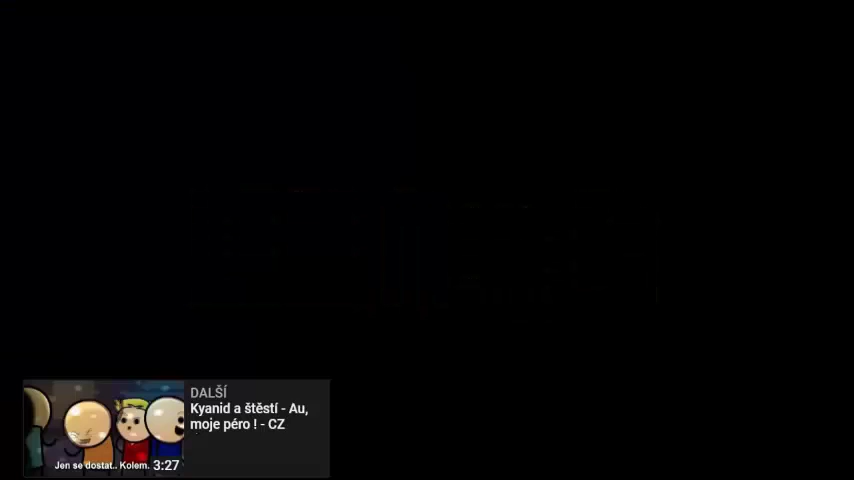 DALŠÍ
Kyanid a štěstí - Au,
moje péro ! - CZ
Jen se dostat.. Kolem. 3:27